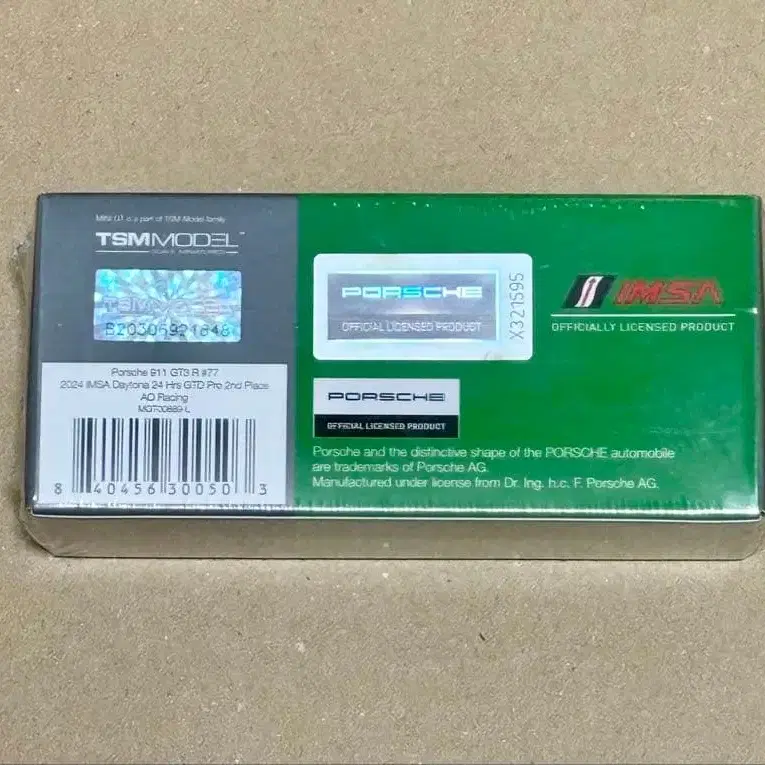 MINI GT is a part of TSM Model family
TSMMODEL™
SCALE MINIATURES
TSMMODEL
B20306921848
Porsche 911 GT3 R #77
2024 IMSA Daytona 24 Hrs GTD Pro 2nd Place
AO Racing
MGT00889-L
8 40456 30050 3
PORSCHE
OFFICIAL LICENSED PRODUCT
X321595
IMSA
OFFICIALLY LICENSED PRODUCT
PORSCHE
OFFICIAL LICENSED PRODUCT
Porsche and the distinctive shape of the PORSCHE automobile
are trademarks of Porsche AG.
Manufactured under license from Dr. Ing. h.c. F. Porsche AG.